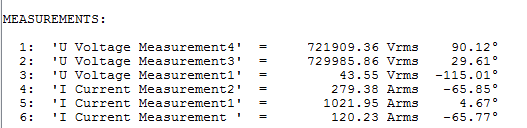 MEASUREMENTS:
1: 'U Voltage Measurement4' = 721909.36 Vrms 90.12°
2: 'U Voltage Measurement3' = 729985.86 Vrms 29.61°
3: 'U Voltage Measurement1' = 43.55 Vrms -115.01°
4: 'I Current Measurement2' = 279.38 Arms -65.85°
5: 'I Current Measurement1' = 1021.95 Arms 4.67°
6: 'I Current Measurement ' = 120.23 Arms -65.77°